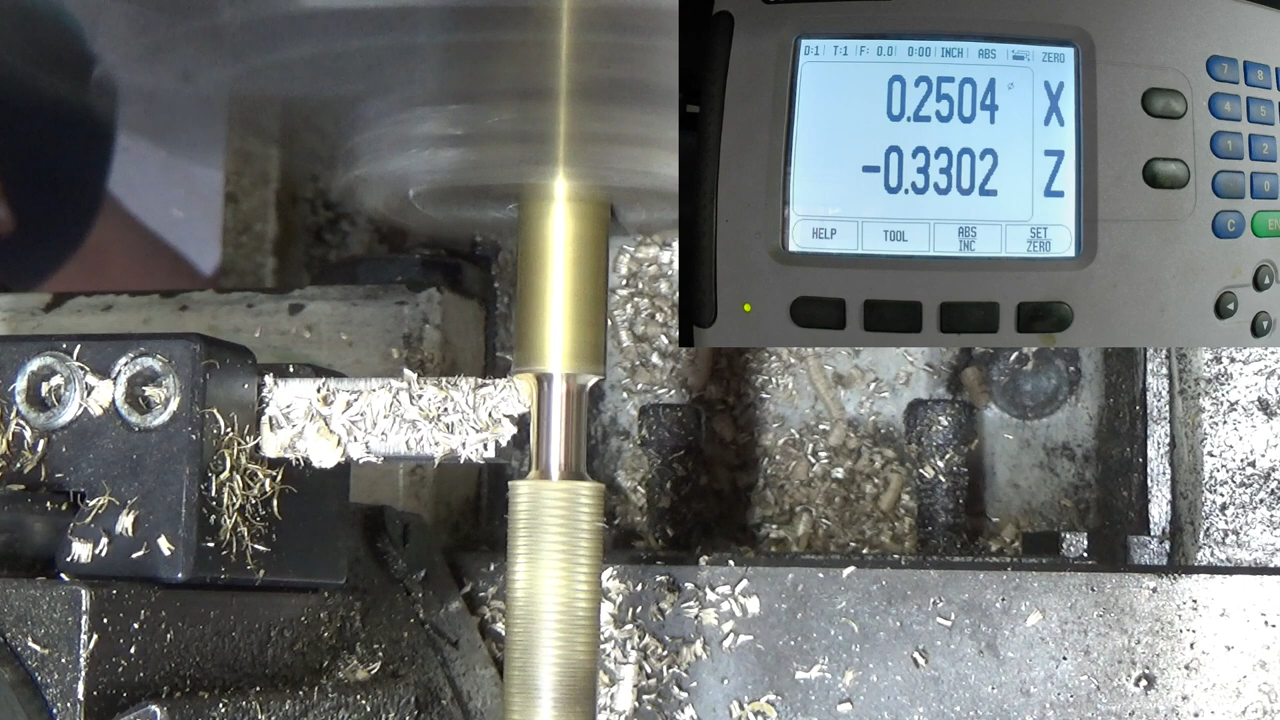 D:1 T:1 F: 0.0 0:00 INCH ABS ZERO
0.2504 X
-0.3302 Z
HELP TOOL ABS INC SET ZERO
7 8
4 5
1 2
0
C EN